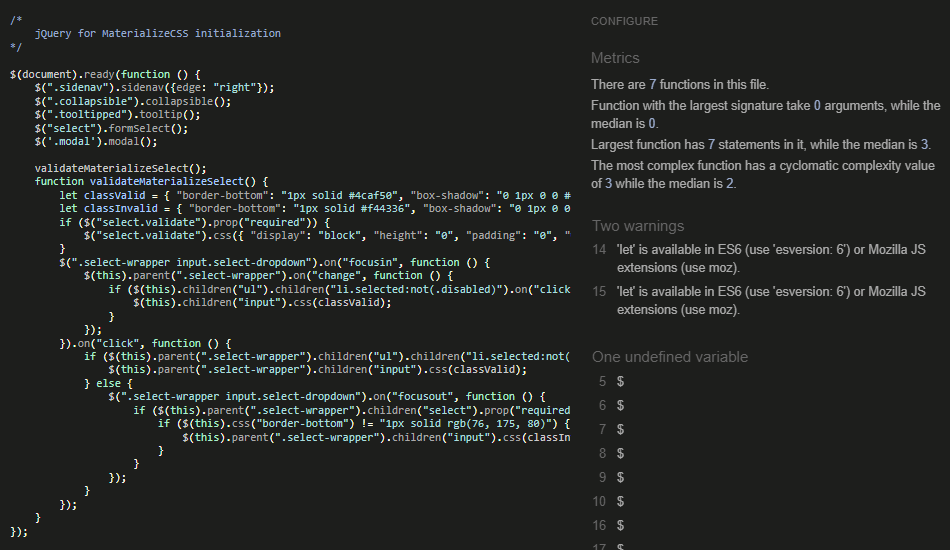 /*
jQuery for MaterializeCSS initialization
*/
$(document).ready(function () {
$(".sidenav").sidenav({edge: "right"});
$(".collapsible").collapsible();
$(".tooltipped").tooltip();
$("select").formSelect();
$('.modal').modal();
validateMaterializeSelect();
function validateMaterializeSelect() {
let classValid = { "border-bottom": "1px solid #4caf50", "box-shadow": "0 1px 0 0 #
let classInvalid = { "border-bottom": "1px solid #f44336", "box-shadow": "0 1px 0 0
if ($("select.validate").prop("required")) {
$("select.validate").css({ "display": "block", "height": "0", "padding": "0", "
}
$(".select-wrapper input.select-dropdown").on("focusin", function () {
$(this).parent(".select-wrapper").on("change", function () {
if ($(this).children("ul").children("li.selected:not(.disabled)").on("click
$(this).children("input").css(classValid);
}
});
}).on("click", function () {
if ($(this).parent(".select-wrapper").children("ul").children("li.selected:not(
$(this).parent(".select-wrapper").children("input").css(classValid);
} else {
$(".select-wrapper input.select-dropdown").on("focusout", function () {
if ($(this).parent(".select-wrapper").children("select").prop("required
if ($(this).css("border-bottom") != "1px solid rgb(76, 175, 80)") {
$(this).parent(".select-wrapper").children("input").css(classIn
}
}
});
}
});
}
});
CONFIGURE
Metrics
There are 7 functions in this file.
Function with the largest signature take 0 arguments, while the
median is 0.
Largest function has 7 statements in it, while the median is 3.
The most complex function has a cyclomatic complexity value
of 3 while the median is 2.
Two warnings
14 'let' is available in ES6 (use 'esversion: 6') or Mozilla JS
extensions (use moz).
15 'let' is available in ES6 (use 'esversion: 6') or Mozilla JS
extensions (use moz).
One undefined variable
5 $
6 $
7 $
8 $
9 $
10 $
16 $
17 $